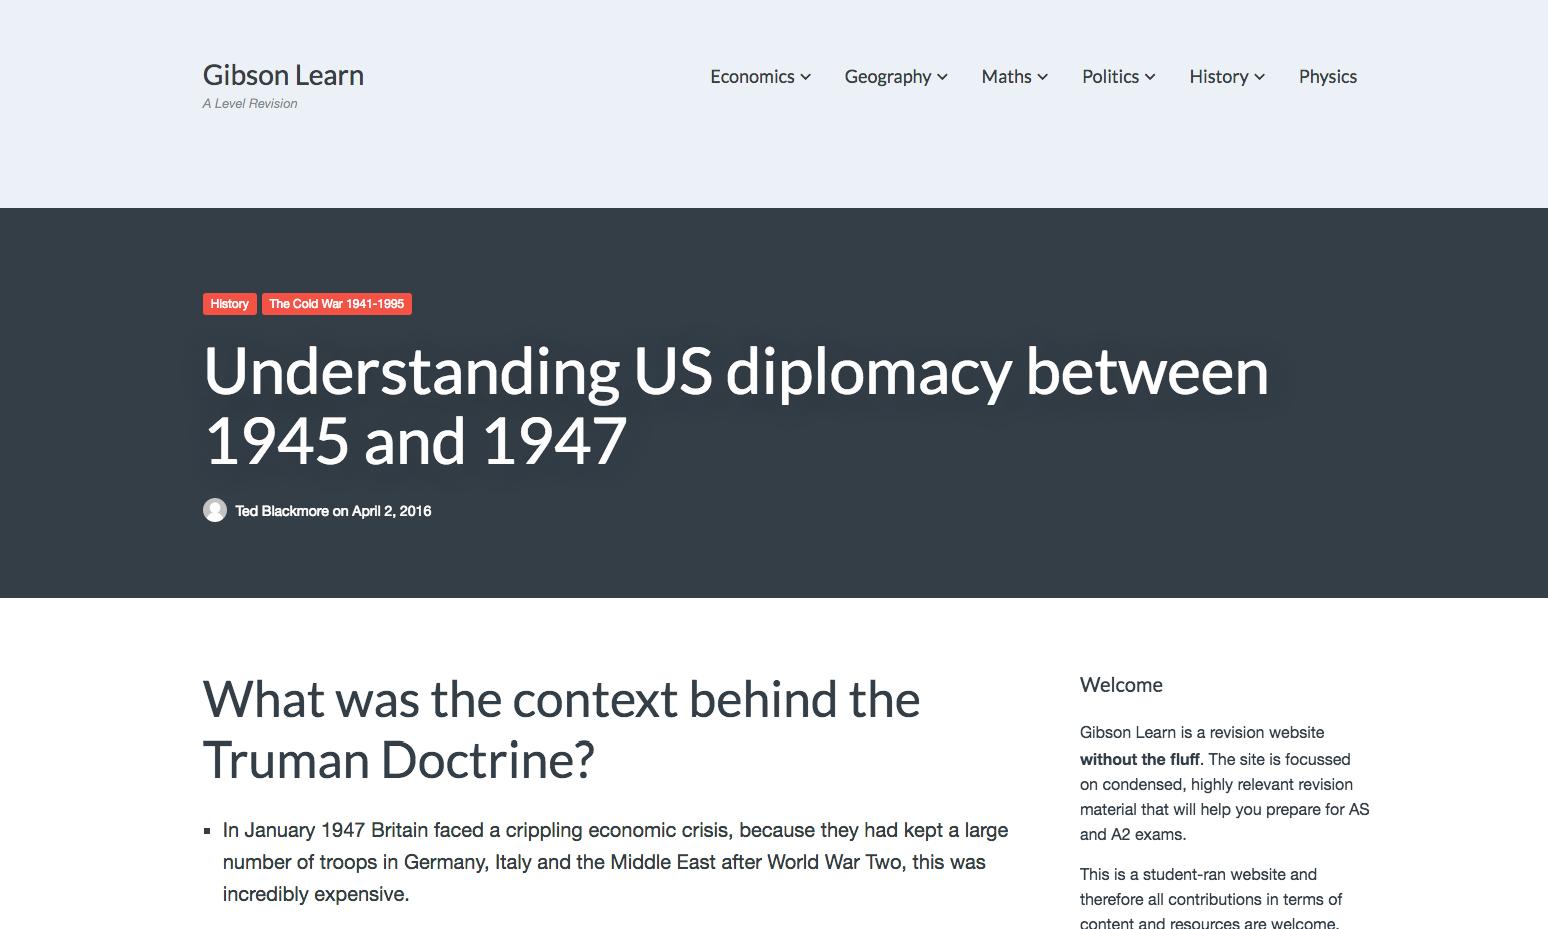 Gibson Learn
A Level Revision
Economics Geography Maths Politics History Physics
History The Cold War 1941-1995
Understanding US diplomacy between
1945 and 1947
Ted Blackmore on April 2, 2016
What was the context behind the
Truman Doctrine?
In January 1947 Britain faced a crippling economic crisis, because they had kept a large
number of troops in Germany, Italy and the Middle East after World War Two, this was
incredibly expensive.
Welcome
Gibson Learn is a revision website
without the fluff. The site is focussed
on condensed, highly relevant revision
material that will help you prepare for AS
and A2 exams.
This is a student-ran website and
therefore all contributions in terms of
content and resources are welcome.